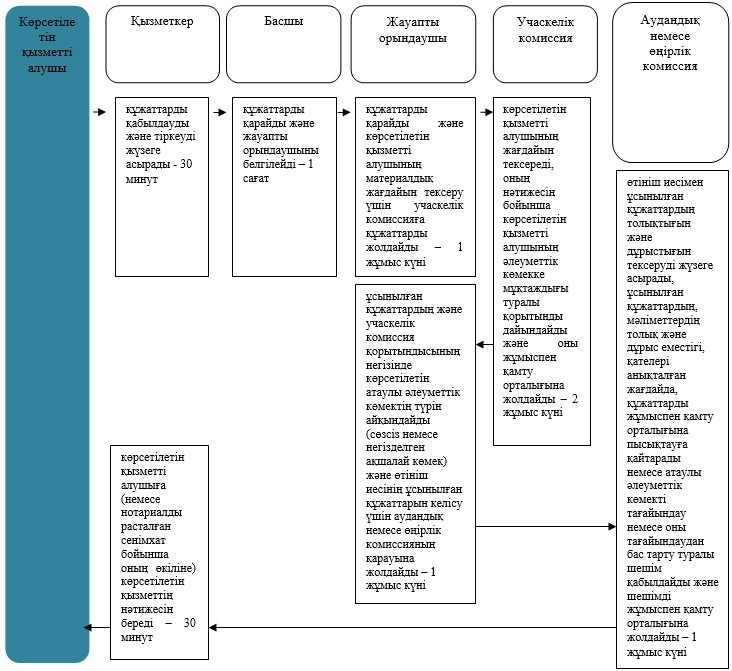 Көрсетіле
тін
қызметті
алушы
Қызметкер
Басшы
Жауапты
орындаушы
Учаскелік
комиссия
Аудандық
немесе
өңірлік
комиссия
құжаттарды
қабылдауды
және тіркеуді
жүзеге
асырады - 30
минут
құжаттарды
қарайды және
жауапты
орындаушыны
белгілейді – 1
сағат
құжаттарды
қарайды және
көрсетілетін
қызметті
алушының
материалдық
жағдайын тексеру
үшін учаскелік
комиссияға
құжаттарды
жолдайды – 1
жұмыс күні
көрсетілетін
қызметті
алушының
жағдайын
тексереді,
оның
нәтижесін
бойынша
көрсетілетін
қызметті
алушының
әлеуметтік
көмекке
мұқтаждығы
туралы
қорытынды
дайындайды
және оны
жұмыспен
қамту
орталығына
жолдайды – 2
жұмыс күні
ұсынылған
құжаттардың және
учаскелік
комиссия
қорытындысының
негізінде
көрсетілетін
атаулы әлеуметтік
көмектің түрін
айқындайды
(сөзсіз немесе
негізделген
ақшалай көмек)
және өтініш
иесінің ұсынылған
құжаттарын келісу
үшін аудандық
немесе өңірлік
комиссияның
қарауына
жолдайды – 1
жұмыс күні
өтініш иесімен
ұсынылған
құжаттардың
толықтығын
және
дұрыстығын
тексеруді жүзеге
асырады,
ұсынылған
құжаттардың,
мәліметтердің
толық және
дұрыс еместігі,
қателері
анықталған
жағдайда,
құжаттарды
жұмыспен қамту
орталығына
пысықтауға
қайтарады
немесе атаулы
әлеуметтік
көмекті
тағайындау
немесе оны
тағайындаудан
бас тарту туралы
шешім
қабылдайды және
шешімді
жұмыспен қамту
орталығына
жолдайды – 1
жұмыс күні
көрсетілетін
қызметті
алушыға
(немесе
нотариалды
расталған
сенімхат
бойынша
оның өкіліне)
көрсетілетін
қызметтің
нәтижесін
береді – 30
минут